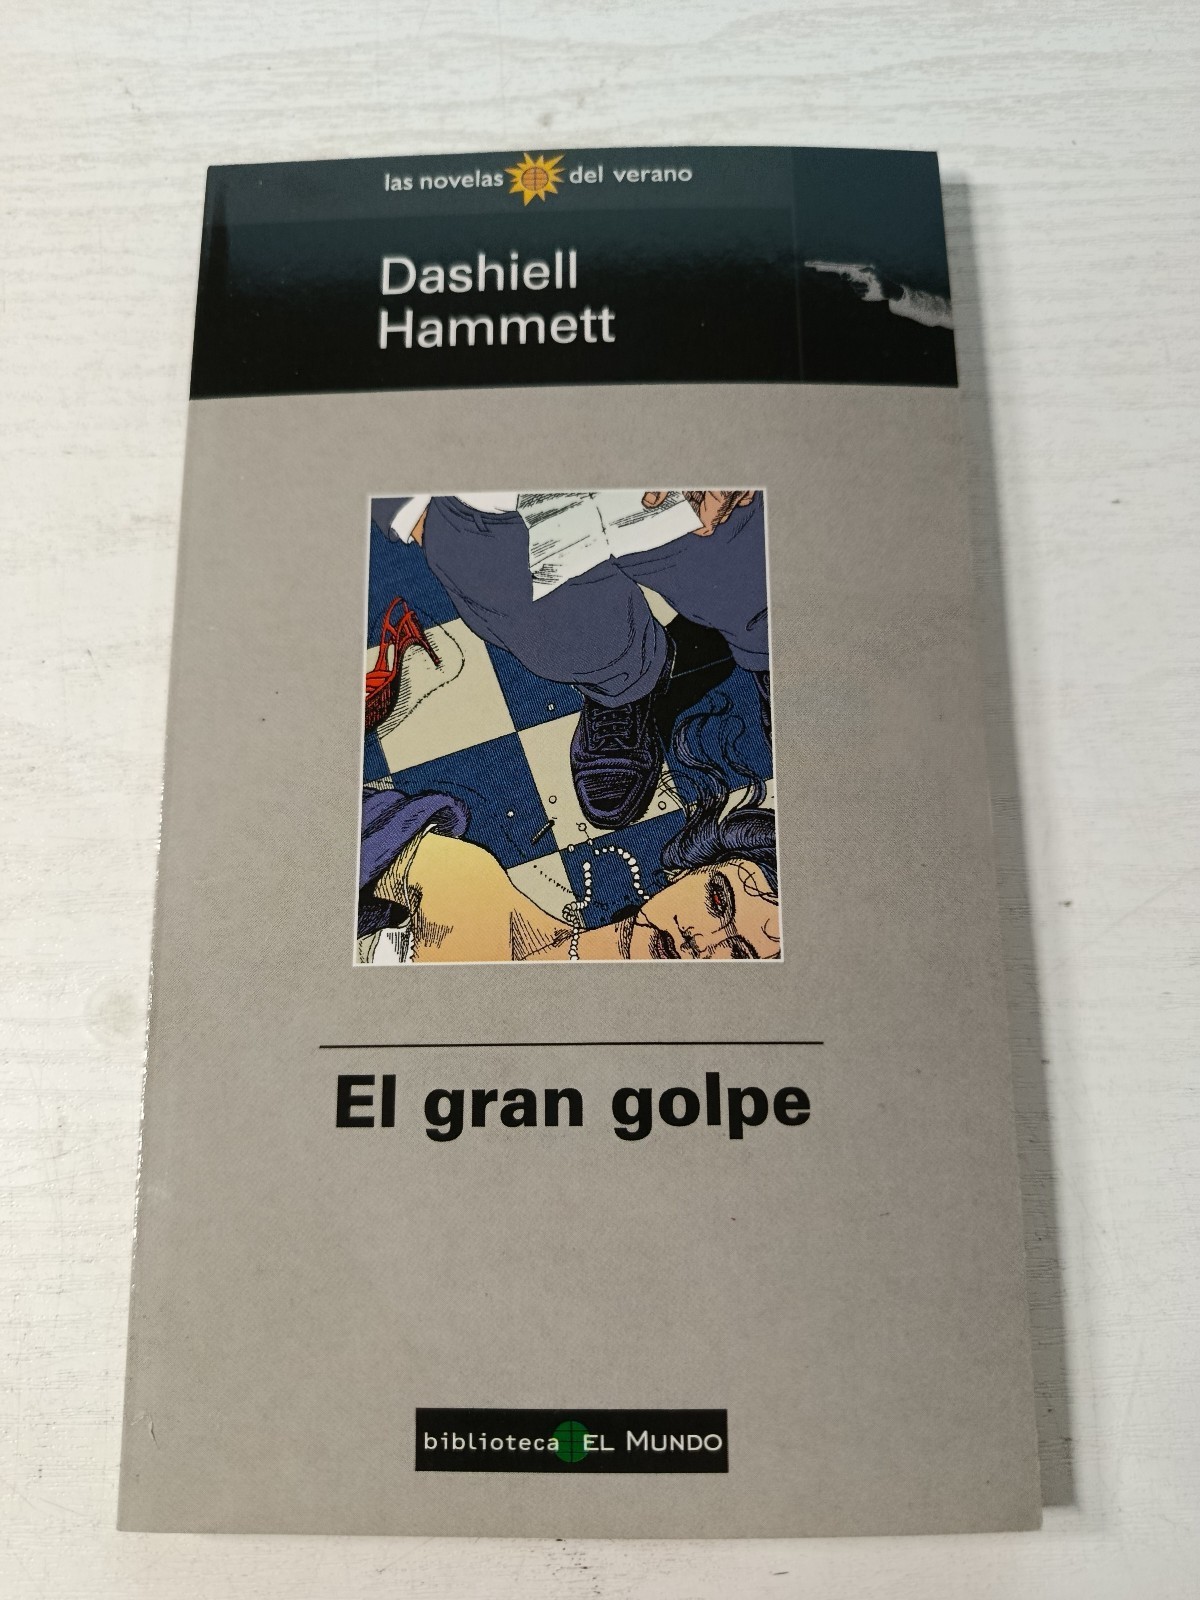 las novelas del verano
Dashiell
Hammett
El gran golpe
biblioteca EL MUNDO